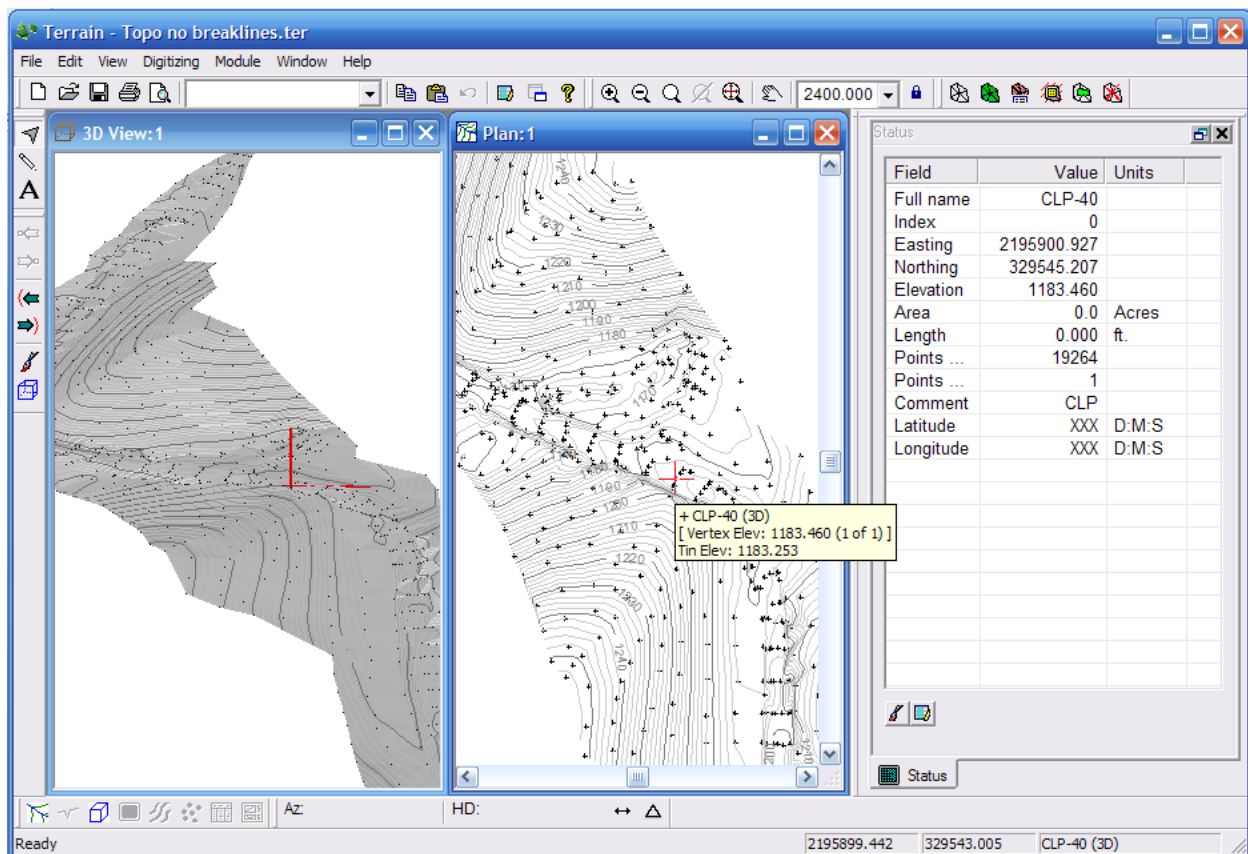 Terrain - Topo no breaklines.ter
File Edit View Digitizing Module Window Help
2400.000
3D View:1
Plan:1
Status
A
Field Value Units
Full name CLP-40
Index 0
Easting 2195900.927
Northing 329545.207
Elevation 1183.460
Area 0.0 Acres
Length 0.000 ft.
Points ... 19264
Points ... 1
Comment CLP
Latitude XXX D:M:S
Longitude XXX D:M:S
1240
1230
1220
1210
1200
1190
1180
1170
1190
1200
1210
1220
1230
1240
+ CLP-40 (3D)
[ Vertex Elev: 1183.460 (1 of 1) ]
Tin Elev: 1183.253
Status
Az:
HD:
Ready
2195899.442
329543.005
CLP-40 (3D)